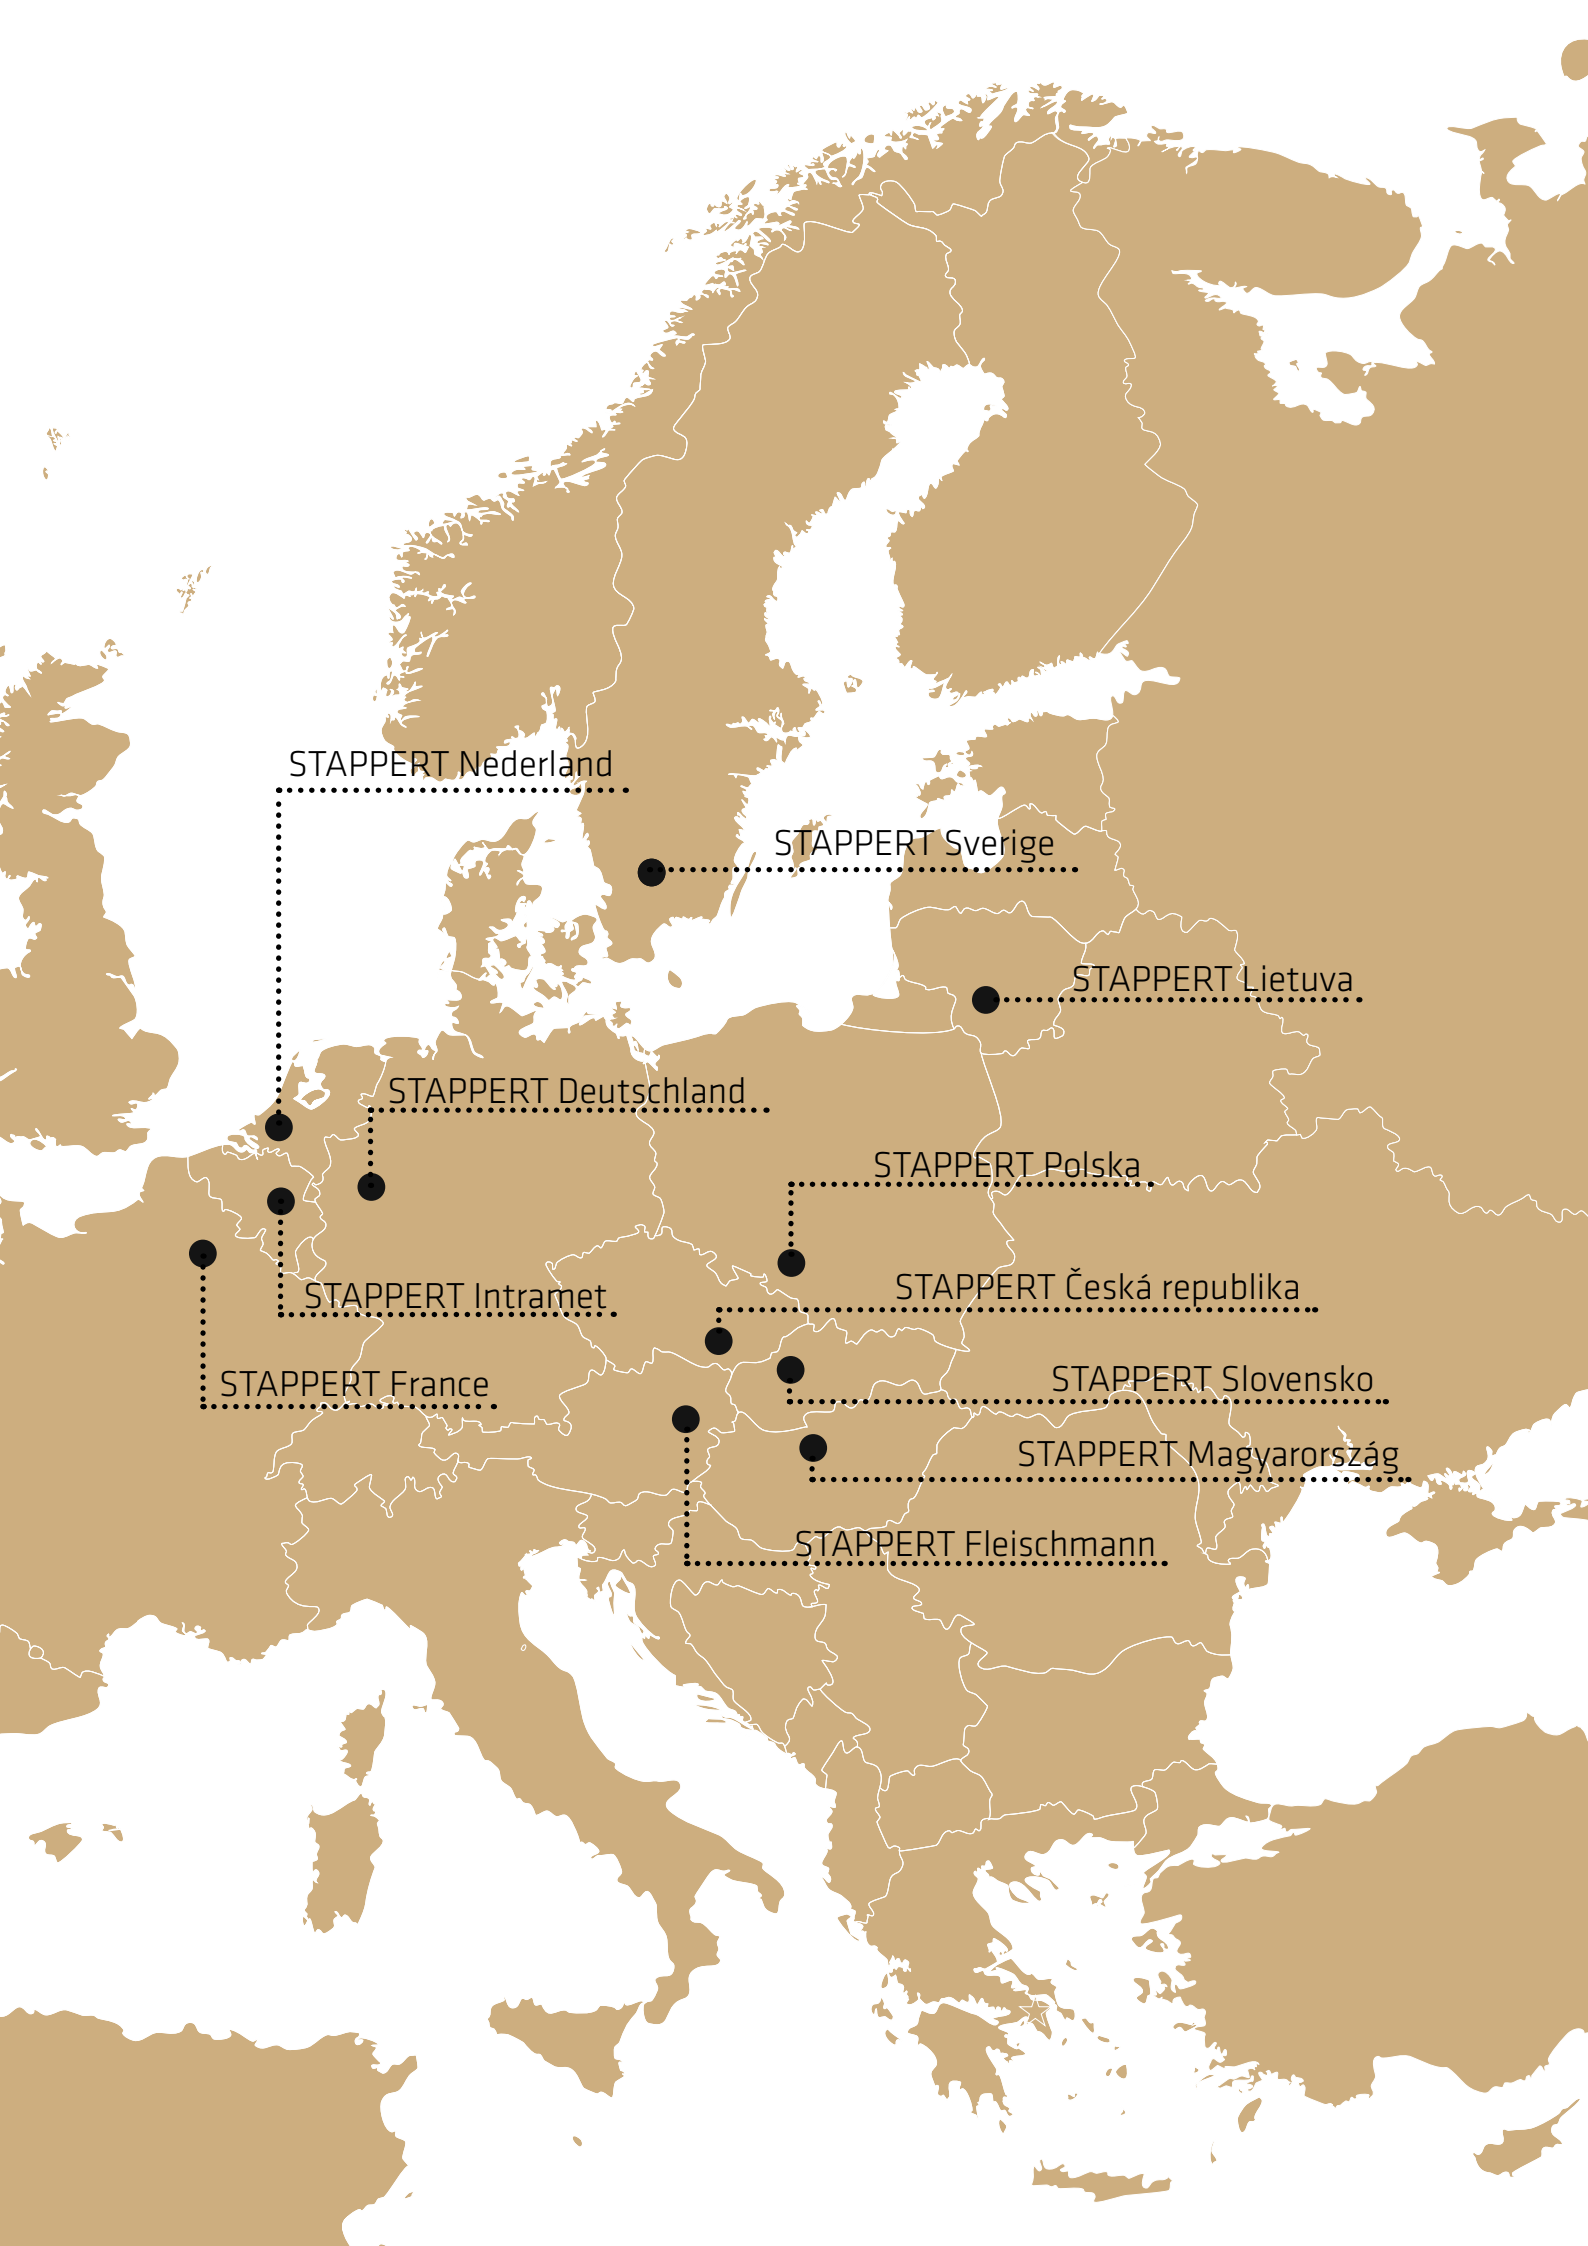 STAPPERT Nederland
STAPPERT Sverige
STAPPERT Lietuva
STAPPERT Deutschland
STAPPERT Polska
STAPPERT Česká republika
STAPPERT Intramet
STAPPERT France
STAPPERT Slovensko
STAPPERT Magyarország
STAPPERT Fleischmann